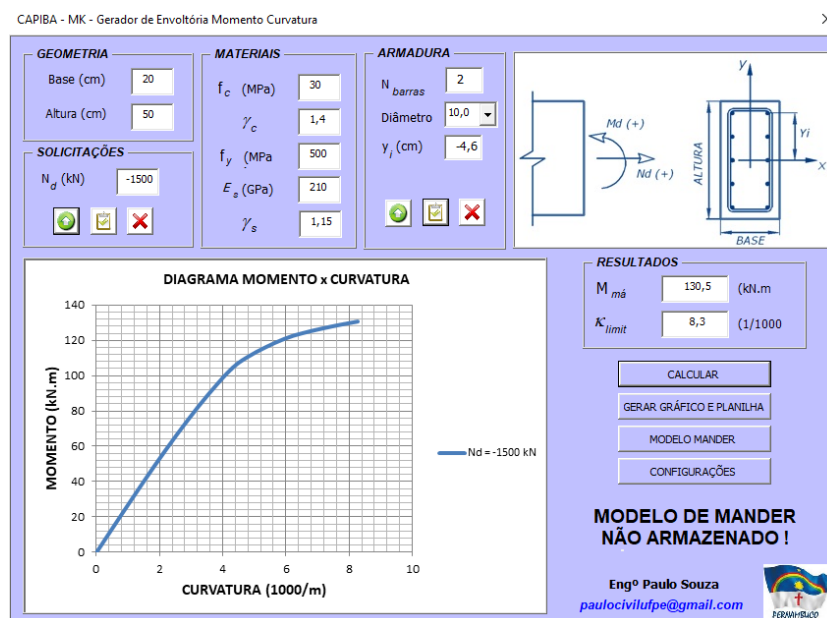 CAPIBA - MK - Gerador de Envoltória Momento Curvatura
GEOMETRIA
Base (cm) 20
Altura (cm) 50
SOLICITAÇÕES
N d (kN) -1500
MATERIAIS
f c (MPa) 30
γ c 1,4
f y (MPa 500
E s (GPa) 210
γ s 1,15
ARMADURA
N barras 2
Diâmetro 10,0
y i (cm) -4,6
y
Md (+)
Nd (+)
ALTURA
Yi
x
BASE
DIAGRAMA MOMENTO x CURVATURA
MOMENTO (kN.m)
140
120
100
80
60
40
20
0
0 2 4 6 8 10
CURVATURA (1000/m)
Nd = -1500 kN
RESULTADOS
M má 130,5 (kN.m
κ limit 8,3 (1/1000
CALCULAR
GERAR GRÁFICO E PLANILHA
MODELO MANDER
CONFIGURAÇÕES
MODELO DE MANDER
NÃO ARMAZENADO !
Engº Paulo Souza
paulocivilufpe@gmail.com
PERNAMBUCO